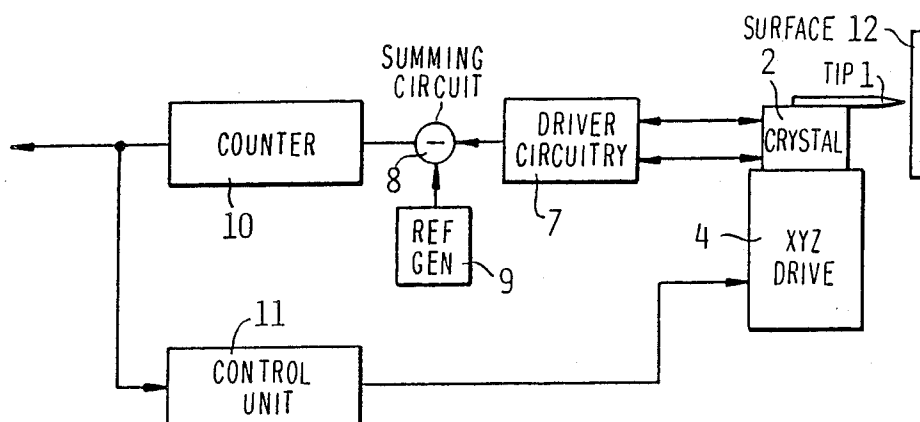 SURFACE 12
SUMMING
CIRCUIT
2
TIP 1
COUNTER
−
DRIVER
CIRCUITRY
CRYSTAL
8
10
7
REF
GEN
9
4
XYZ
DRIVE
11
CONTROL
UNIT